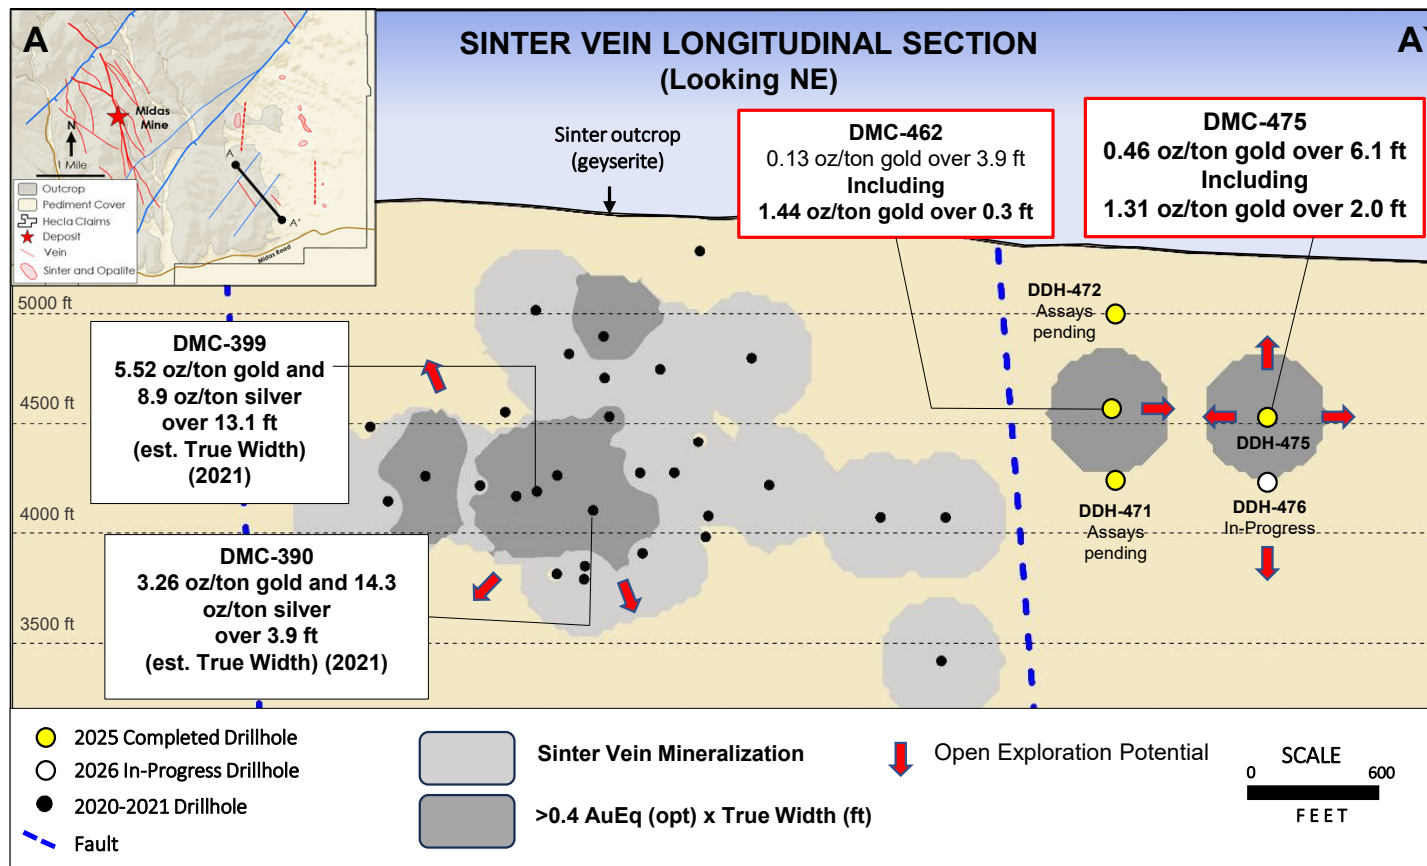 A
SINTER VEIN LONGITUDINAL SECTION
(Looking NE)
A`
Midas
Mine
N
1 Mile
A
A'
Midas Road
Outcrop
Pediment Cover
Hecla Claims
Deposit
Vein
Sinter and Opalite
Sinter outcrop
(geyserite)
DMC-462
0.13 oz/ton gold over 3.9 ft
Including
1.44 oz/ton gold over 0.3 ft
DMC-475
0.46 oz/ton gold over 6.1 ft
Including
1.31 oz/ton gold over 2.0 ft
5000 ft
4500 ft
4000 ft
3500 ft
DMC-399
5.52 oz/ton gold and
8.9 oz/ton silver
over 13.1 ft
(est. True Width)
(2021)
DMC-390
3.26 oz/ton gold and 14.3
oz/ton silver
over 3.9 ft
(est. True Width) (2021)
DDH-472
Assays
pending
DDH-475
DDH-471
Assays
pending
DDH-476
In-Progress
2025 Completed Drillhole
2026 In-Progress Drillhole
2020-2021 Drillhole
Fault
Sinter Vein Mineralization
>0.4 AuEq (opt) x True Width (ft)
Open Exploration Potential
SCALE
0 600
FEET